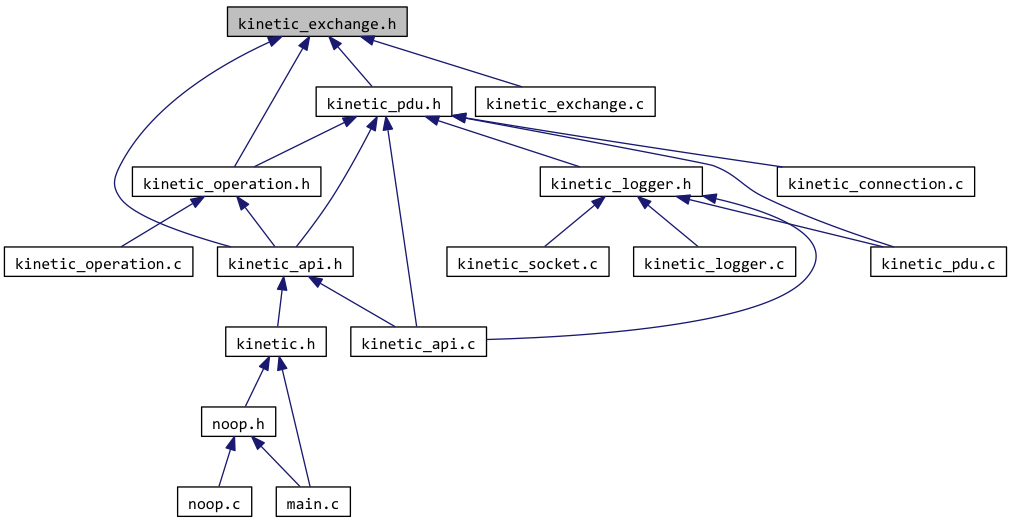 kinetic_exchange.h
kinetic_pdu.h
kinetic_exchange.c
kinetic_operation.h
kinetic_logger.h
kinetic_connection.c
kinetic_operation.c
kinetic_api.h
kinetic_socket.c
kinetic_logger.c
kinetic_pdu.c
kinetic.h
kinetic_api.c
noop.h
noop.c
main.c